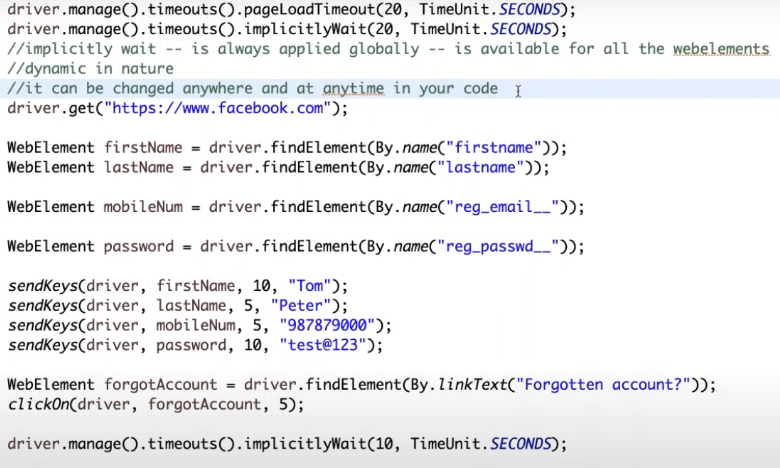 driver.manage().timeouts().pageLoadTimeout(20, TimeUnit.SECONDS);
driver.manage().timeouts().implicitlyWait(20, TimeUnit.SECONDS);
//implicitly wait -- is always applied globally -- is available for all the webelements
//dynamic in nature
//it can be changed anywhere and at anytime in your code
driver.get("https://www.facebook.com");
WebElement firstName = driver.findElement(By.name("firstname"));
WebElement lastName = driver.findElement(By.name("lastname"));
WebElement mobileNum = driver.findElement(By.name("reg_email__"));
WebElement password = driver.findElement(By.name("reg_passwd__"));
sendKeys(driver, firstName, 10, "Tom");
sendKeys(driver, lastName, 5, "Peter");
sendKeys(driver, mobileNum, 5, "987879000");
sendKeys(driver, password, 10, "test@123");
WebElement forgotAccount = driver.findElement(By.linkText("Forgotten account?"));
clickOn(driver, forgotAccount, 5);
driver.manage().timeouts().implicitlyWait(10, TimeUnit.SECONDS);